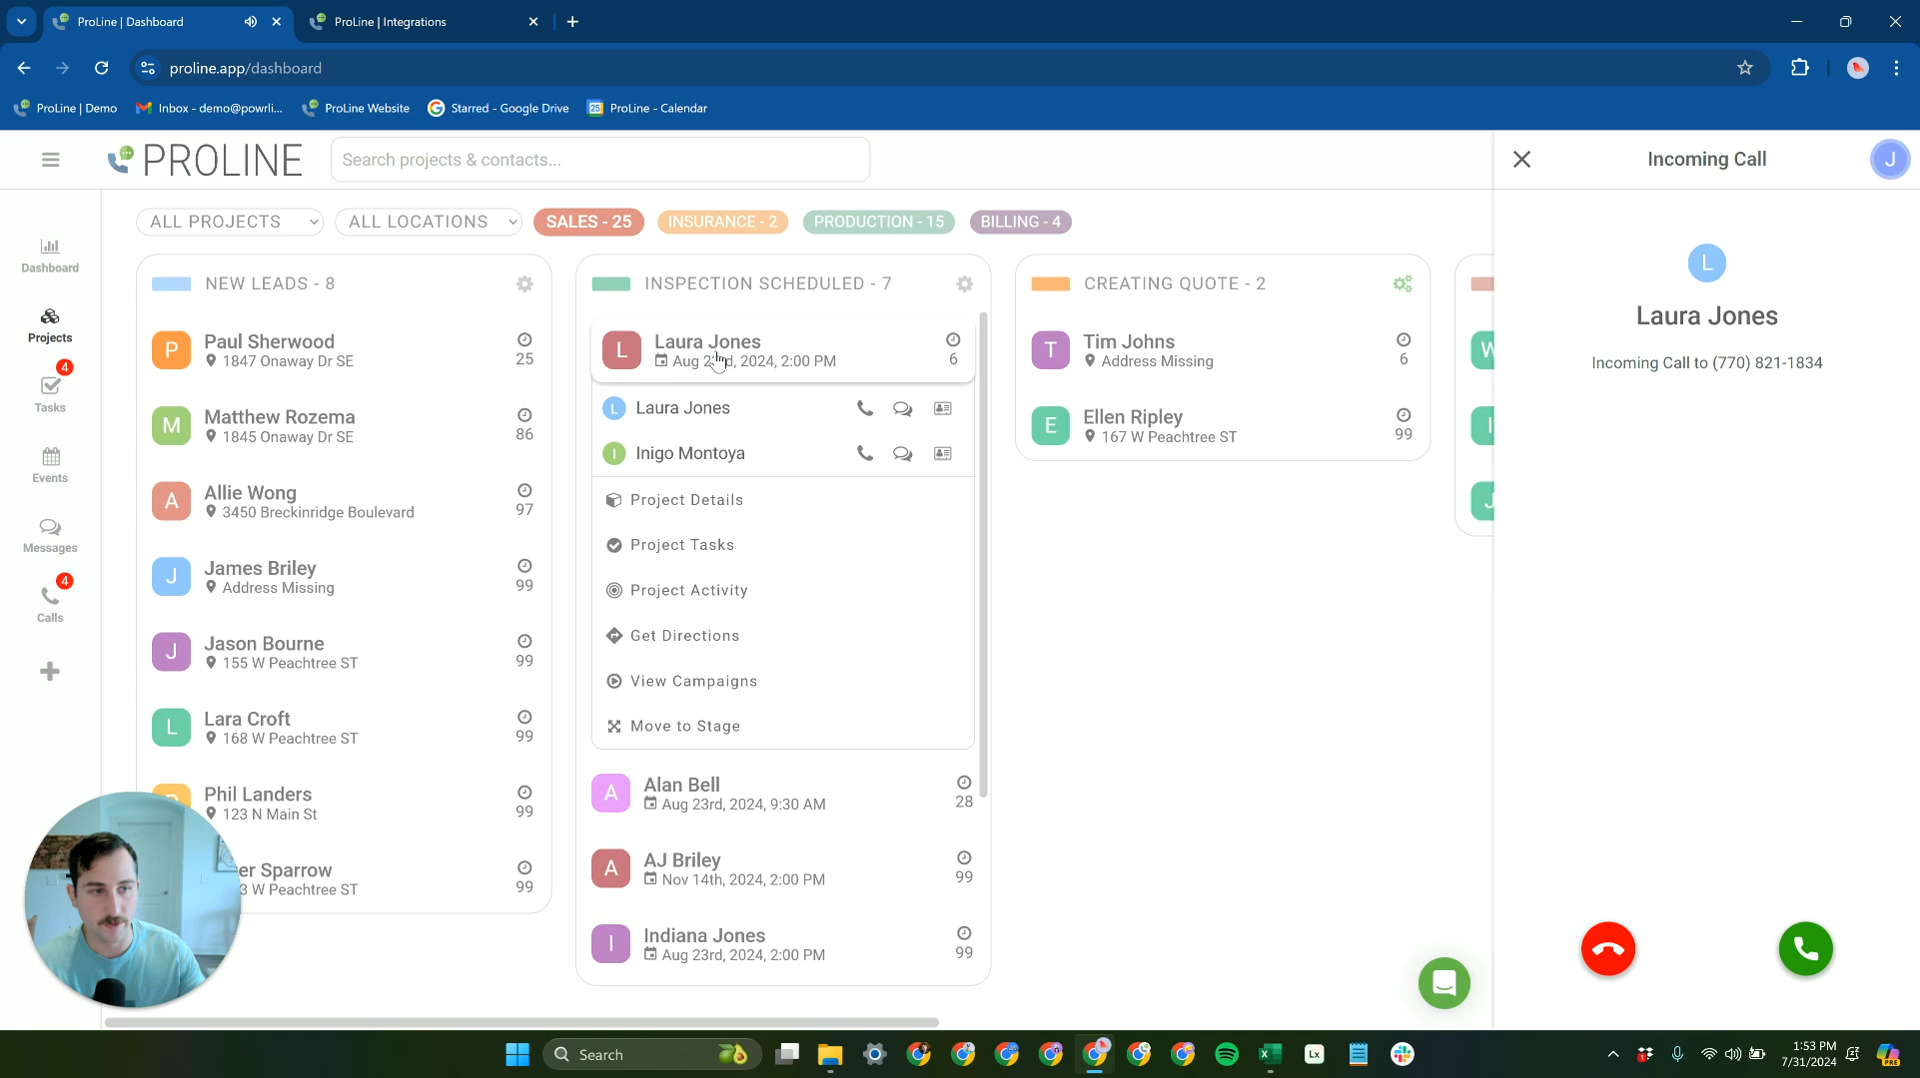 ProLine | Dashboard
ProLine | Integrations
proline.app/dashboard
ProLine | Demo
Inbox - demo@powrli...
ProLine Website
Starred - Google Drive
ProLine - Calendar
PROLINE
Search projects & contacts...
Incoming Call
J
ALL PROJECTS
ALL LOCATIONS
SALES - 25
INSURANCE - 2
PRODUCTION - 15
BILLING - 4
Dashboard
Projects
4
Tasks
Events
Messages
4
Calls
NEW LEADS - 8
P
Paul Sherwood
1847 Onaway Dr SE
25
M
Matthew Rozema
1845 Onaway Dr SE
86
A
Allie Wong
3450 Breckinridge Boulevard
97
J
James Briley
Address Missing
99
J
Jason Bourne
155 W Peachtree ST
99
L
Lara Croft
168 W Peachtree ST
99
Phil Landers
123 N Main St
99
er Sparrow
3 W Peachtree ST
99
INSPECTION SCHEDULED - 7
L
Laura Jones
Aug 23rd, 2024, 2:00 PM
6
L Laura Jones
I Inigo Montoya
Project Details
Project Tasks
Project Activity
Get Directions
View Campaigns
Move to Stage
A
Alan Bell
Aug 23rd, 2024, 9:30 AM
28
A
AJ Briley
Nov 14th, 2024, 2:00 PM
99
I
Indiana Jones
Aug 23rd, 2024, 2:00 PM
99
CREATING QUOTE - 2
T
Tim Johns
Address Missing
6
E
Ellen Ripley
167 W Peachtree ST
99
W
I
J
L
Laura Jones
Incoming Call to (770) 821-1834
Search
Lx
1:53 PM
7/31/2024